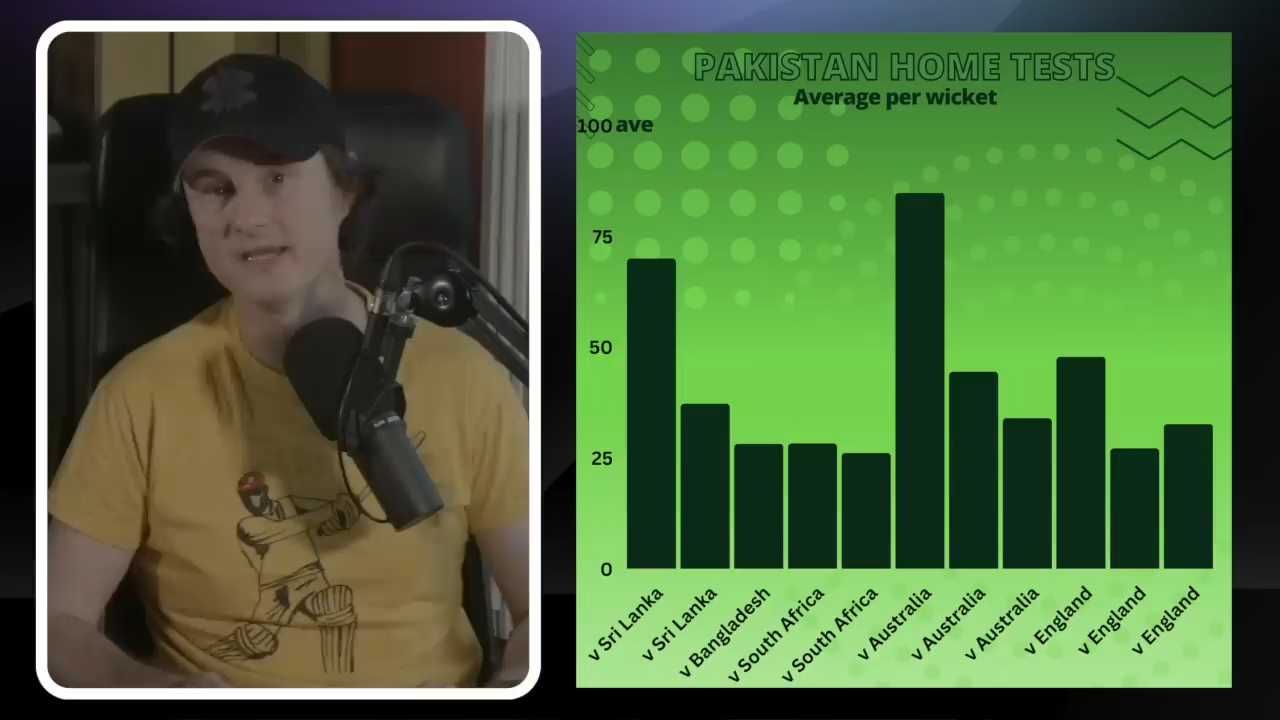 PAKISTAN HOME TESTS
Average per wicket
100 ave
75
50
25
0
v Sri Lanka
v Sri Lanka
v Bangladesh
v South Africa
v South Africa
v Australia
v Australia
v Australia
v England
v England
v England